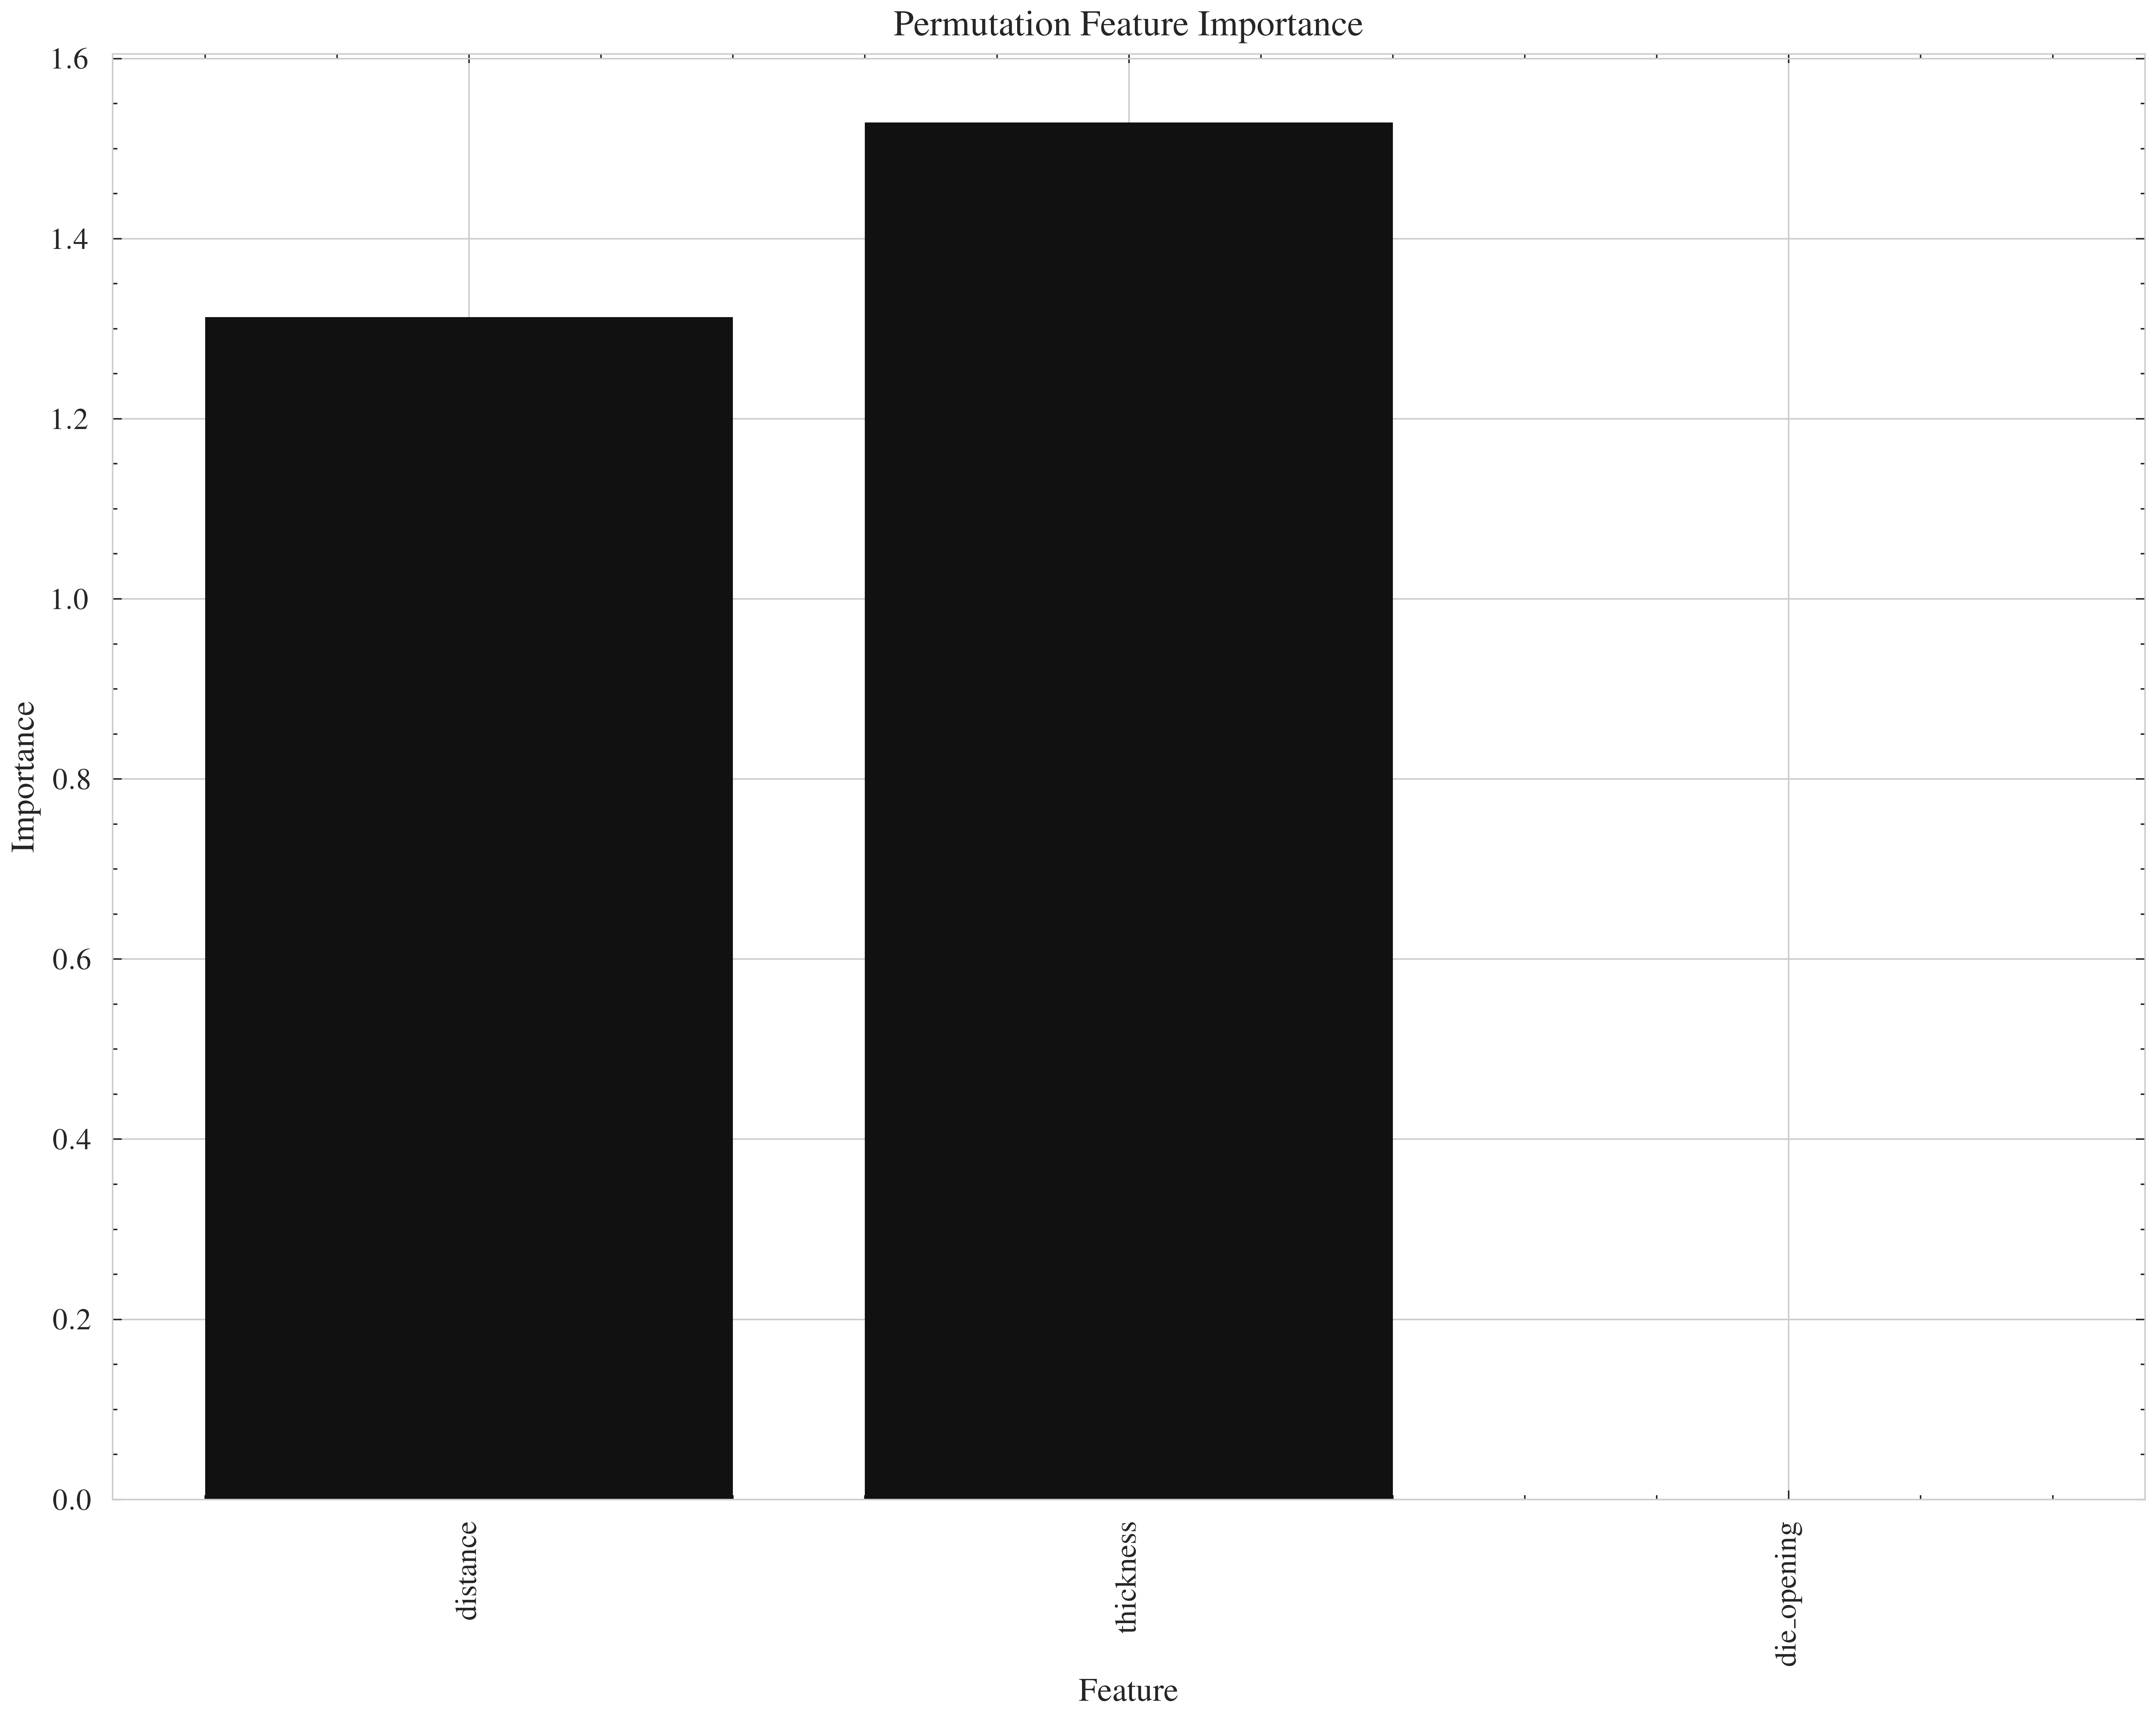 Permutation Feature Importance
1.6
1.4
1.2
1.0
0.8
0.6
0.4
0.2
0.0
Importance
distance
thickness
die_opening
Feature